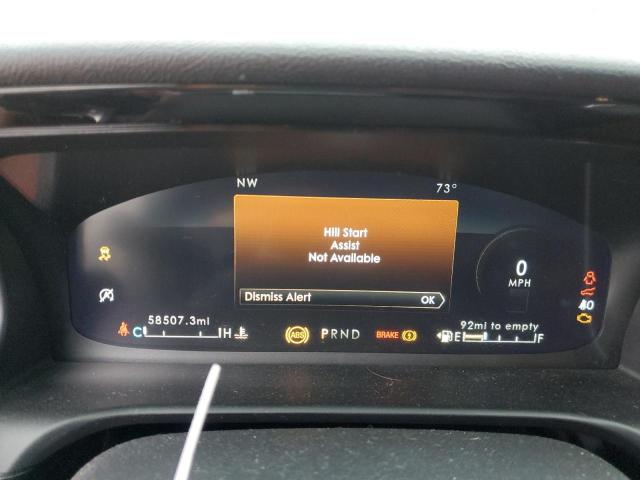 NW 73°
Hill Start
Assist
Not Available
Dismiss Alert OK
0
MPH
58507.3mi
C H ABS PRND BRAKE 92mi to empty E F